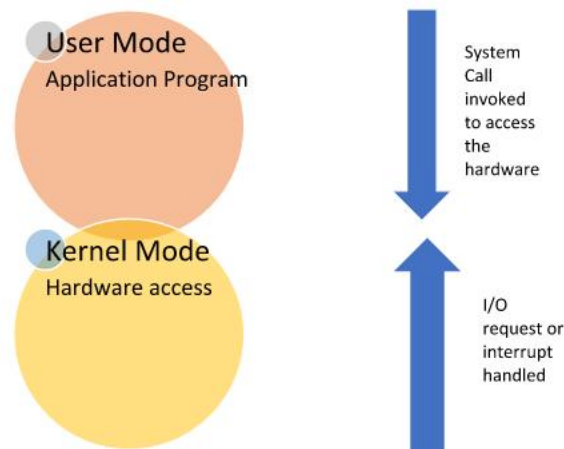 User Mode
Application Program
System
Call
invoked
to access
the
hardware
Kernel Mode
Hardware access
I/O
request or
interrupt
handled